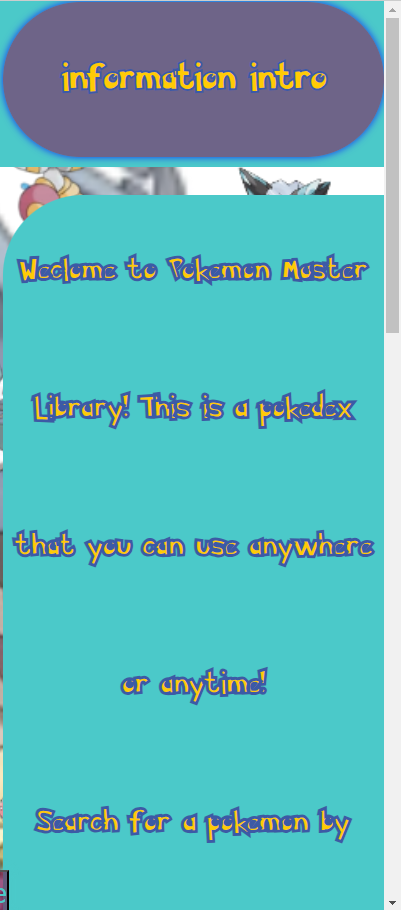 information intro
Weclome to Pokemon Master
Library! This is a pokedex
that you can use anywhere
or anytime!
Search for a pokemon by
e